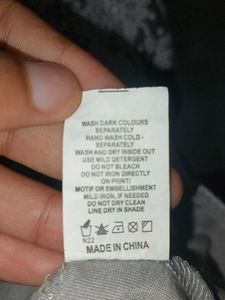 WASH DARK COLOURS
SEPARATELY
HAND WASH COLD -
SEPARATELY
WASH AND DRY INSIDE OUT
USE MILD DETERGENT
DO NOT BLEACH
DO NOT IRON DIRECTLY
ON PRINT/
MOTIF OR EMBELLISHMENT
MILD IRON, IF NEEDED
DO NOT DRY CLEAN
LINE DRY IN SHADE
N22
MADE IN CHINA